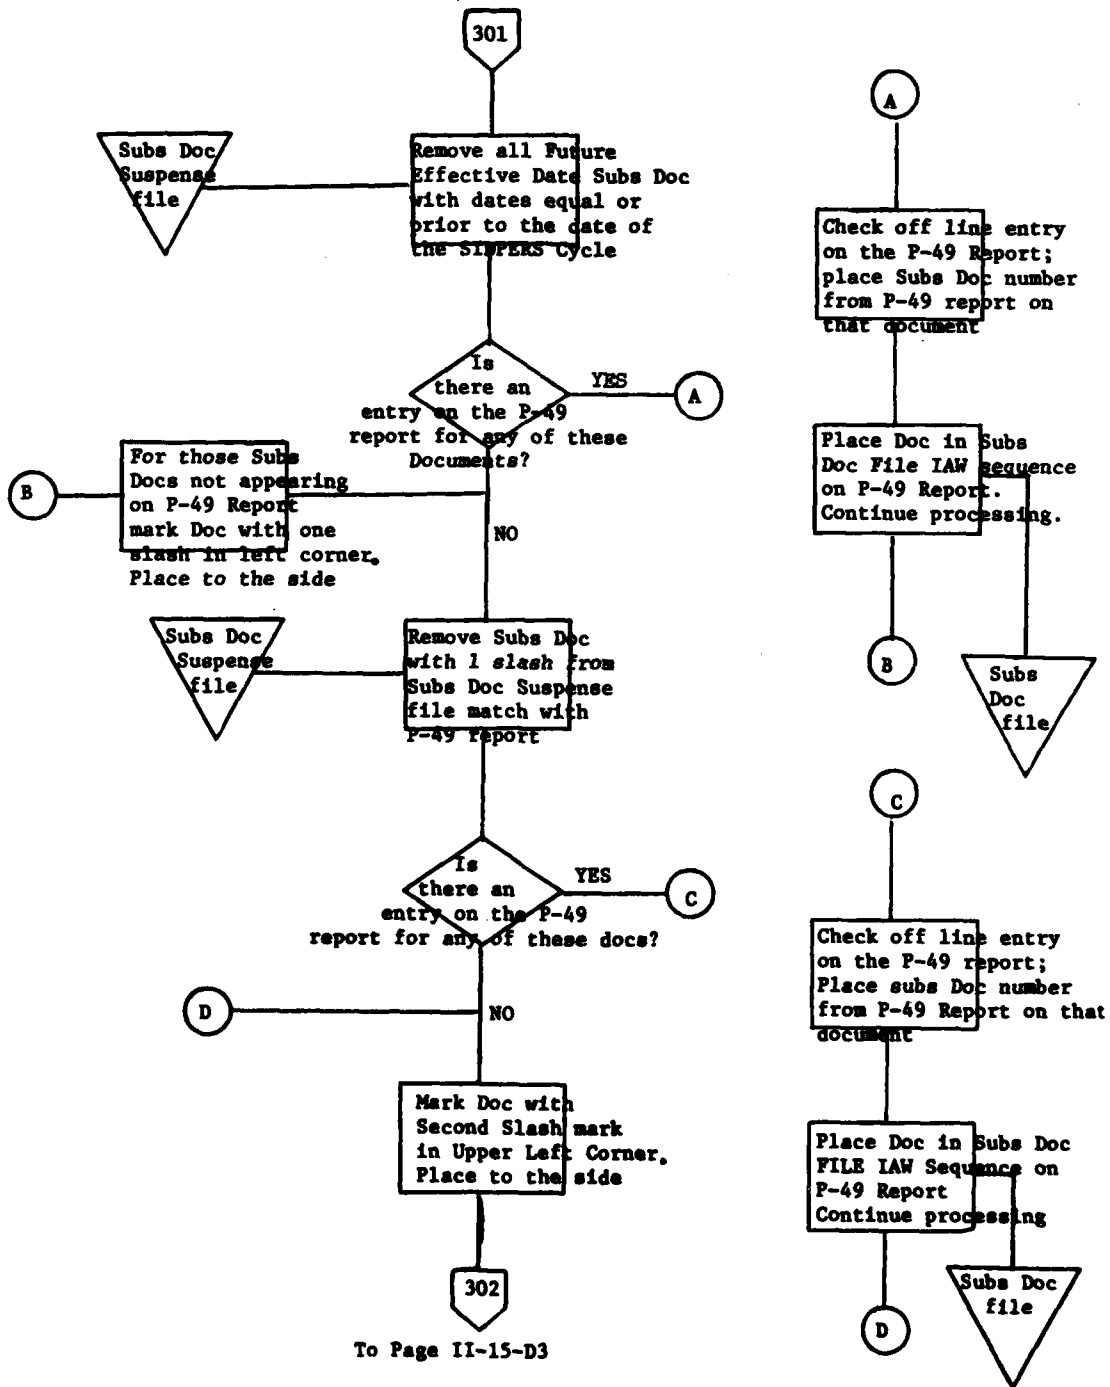 301
Subs Doc
Suspense
file
Remove all Future
Effective Date Subs Doc
with dates equal or
prior to the date of
the SIDPERS Cycle
Is
there an
entry on the P-49
report for any of these
Documents?
YES
A
B
For those Subs
Docs not appearing
on P-49 Report
mark Doc with one
slash in left corner.
Place to the side
NO
Subs Doc
Suspense
file
Remove Subs Doc
with 1 slash from
Subs Doc Suspense
file match with
P-49 report
Is
there an
entry on the P-49
report for any of these docs?
YES
C
D
NO
Mark Doc with
Second Slash mark
in Upper Left Corner.
Place to the side
302
To Page II-15-D3
A
Check off line entry
on the P-49 Report;
place Subs Doc number
from P-49 report on
that document
Place Doc in Subs
Doc File IAW sequence
on P-49 Report.
Continue processing.
B
Subs
Doc
file
C
Check off line entry
on the P-49 report;
Place subs Doc number
from P-49 Report on that
document
Place Doc in Subs Doc
FILE IAW Sequence on
P-49 Report
Continue processing
D
Subs Doc
file